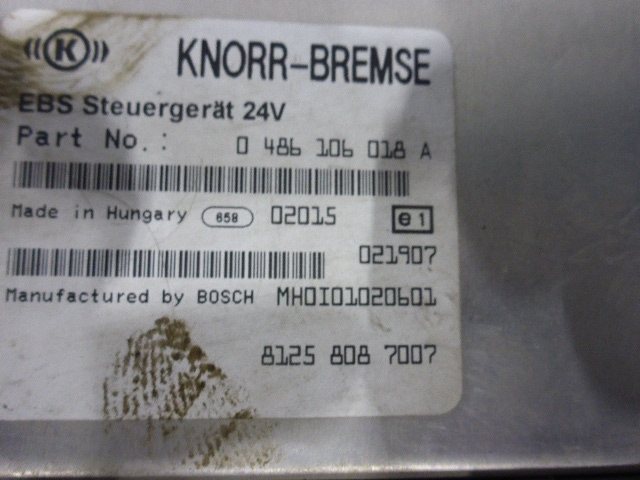 K KNORR-BREMSE
EBS Steuergerät 24V
Part No.: 0 486 106 018 A
Made in Hungary 658 02015 e1
021907
Manufactured by BOSCH MH0I01020601
8125 808 7007